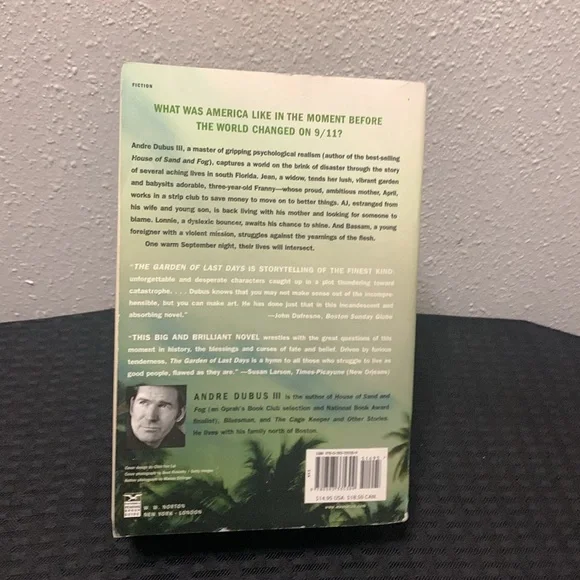 FICTION
WHAT WAS AMERICA LIKE IN THE MOMENT BEFORE
THE WORLD CHANGED ON 9/11?
Andre Dubus III, a master of gripping psychological realism (author of the best-selling
House of Sand and Fog), captures a world on the brink of disaster through the story
of several aching lives in south Florida. Jean, a widow, tends her lush, vibrant garden
and babysits adorable, three-year-old Franny—whose proud, ambitious mother, April,
works in a strip club to save money to move on to better things. AJ, estranged from
his wife and young son, is back living with his mother and looking for someone to
blame. Lonnie, a dyslexic bouncer, awaits his chance to shine. And Bassam, a young
foreigner with a violent mission, struggles against the yearnings of the flesh.
One warm September night, their lives will intersect.
"THE GARDEN OF LAST DAYS IS STORYTELLING OF THE FINEST KIND:
unforgettable and desperate characters caught up in a plot thundering toward
catastrophe. . . . Dubus knows that you may not make sense out of the incompre-
hensible, but you can make art. He has done just that in this incandescent and
absorbing novel." —John Dufresne, Boston Sunday Globe
"THIS BIG AND BRILLIANT NOVEL wrestles with the great questions of this
moment in history, the blessings and curses of fate and belief. Driven by furious
tenderness, The Garden of Last Days is a hymn to all those who struggle to live as
good people, flawed as they are." —Susan Larson, Times-Picayune (New Orleans)
ANDRE DUBUS III is the author of House of Sand and
Fog (an Oprah's Book Club selection and National Book Award
finalist), Bluesman, and The Cage Keeper and Other Stories.
He lives with his family north of Boston.
Cover design by
Cover photograph by
Author photograph by
W. W. NORTON
NEW YORK • LONDON
ISBN
$14.95 USA $16.50 CAN.